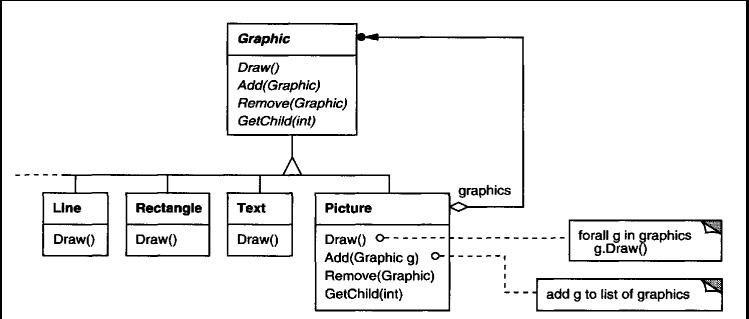 Graphic
Draw()
Add(Graphic)
Remove(Graphic)
GetChild(int)
graphics
Line
Draw()
Rectangle
Draw()
Text
Draw()
Picture
Draw()
Add(Graphic g)
Remove(Graphic)
GetChild(int)
forall g in graphics
g.Draw()
add g to list of graphics